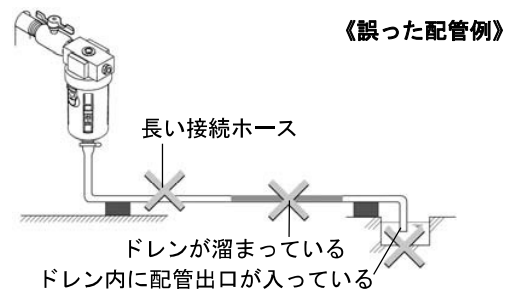 《誤った配管例》
長い接続ホース
ドレンが溜まっている
ドレン内に配管出口が入っている